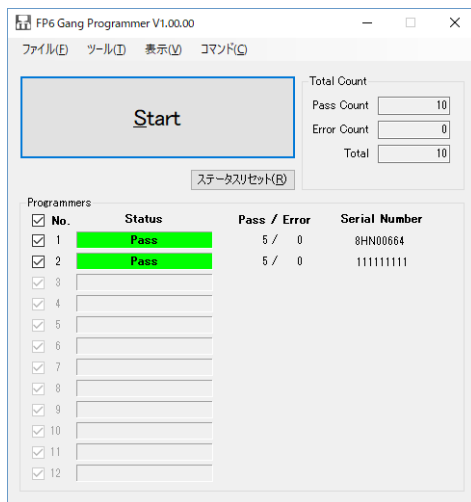 FP6 Gang Programmer V1.00.00
ファイル(F) ツール(T) 表示(V) コマンド(C)
Start
Total Count
Pass Count 10
Error Count 0
Total 10
ステータスリセット(R)
Programmers
No. Status Pass / Error Serial Number
1 Pass 5 / 0 8HN00664
2 Pass 5 / 0 111111111
3
4
5
6
7
8
9
10
11
12